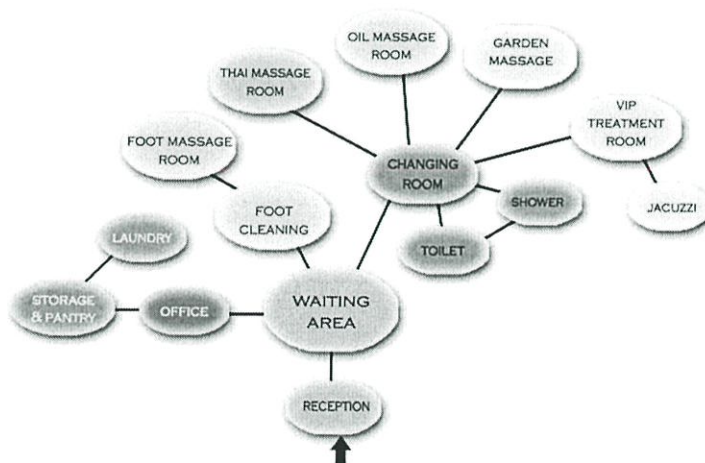 OIL MASSAGE
ROOM
GARDEN
MASSAGE
THAI MASSAGE
ROOM
VIP
TREATMENT
ROOM
FOOT MASSAGE
ROOM
CHANGING
ROOM
SHOWER
JACUZZI
FOOT
CLEANING
LAUNDRY
TOILET
STORAGE
& PANTRY
OFFICE
WAITING
AREA
RECEPTION